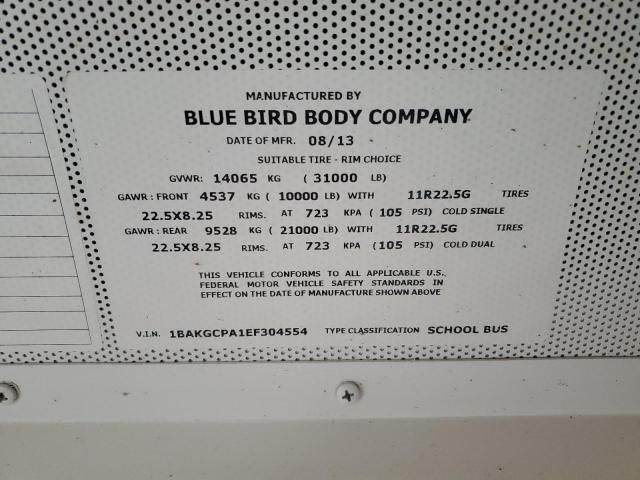 MANUFACTURED BY
BLUE BIRD BODY COMPANY
DATE OF MFR. 08/13
SUITABLE TIRE - RIM CHOICE
GVWR: 14065 KG ( 31000 LB)
GAWR : FRONT 4537 KG ( 10000 LB) WITH 11R22.5G TIRES
22.5X8.25 RIMS. AT 723 KPA ( 105 PSI) COLD SINGLE
GAWR : REAR 9528 KG ( 21000 LB) WITH 11R22.5G TIRES
22.5X8.25 RIMS. AT 723 KPA (105 PSI) COLD DUAL
THIS VEHICLE CONFORMS TO ALL APPLICABLE U.S.
FEDERAL MOTOR VEHICLE SAFETY STANDARDS IN
EFFECT ON THE DATE OF MANUFACTURE SHOWN ABOVE
V.I.N. 1BAKGCPA1EF304554 TYPE CLASSIFICATION SCHOOL BUS